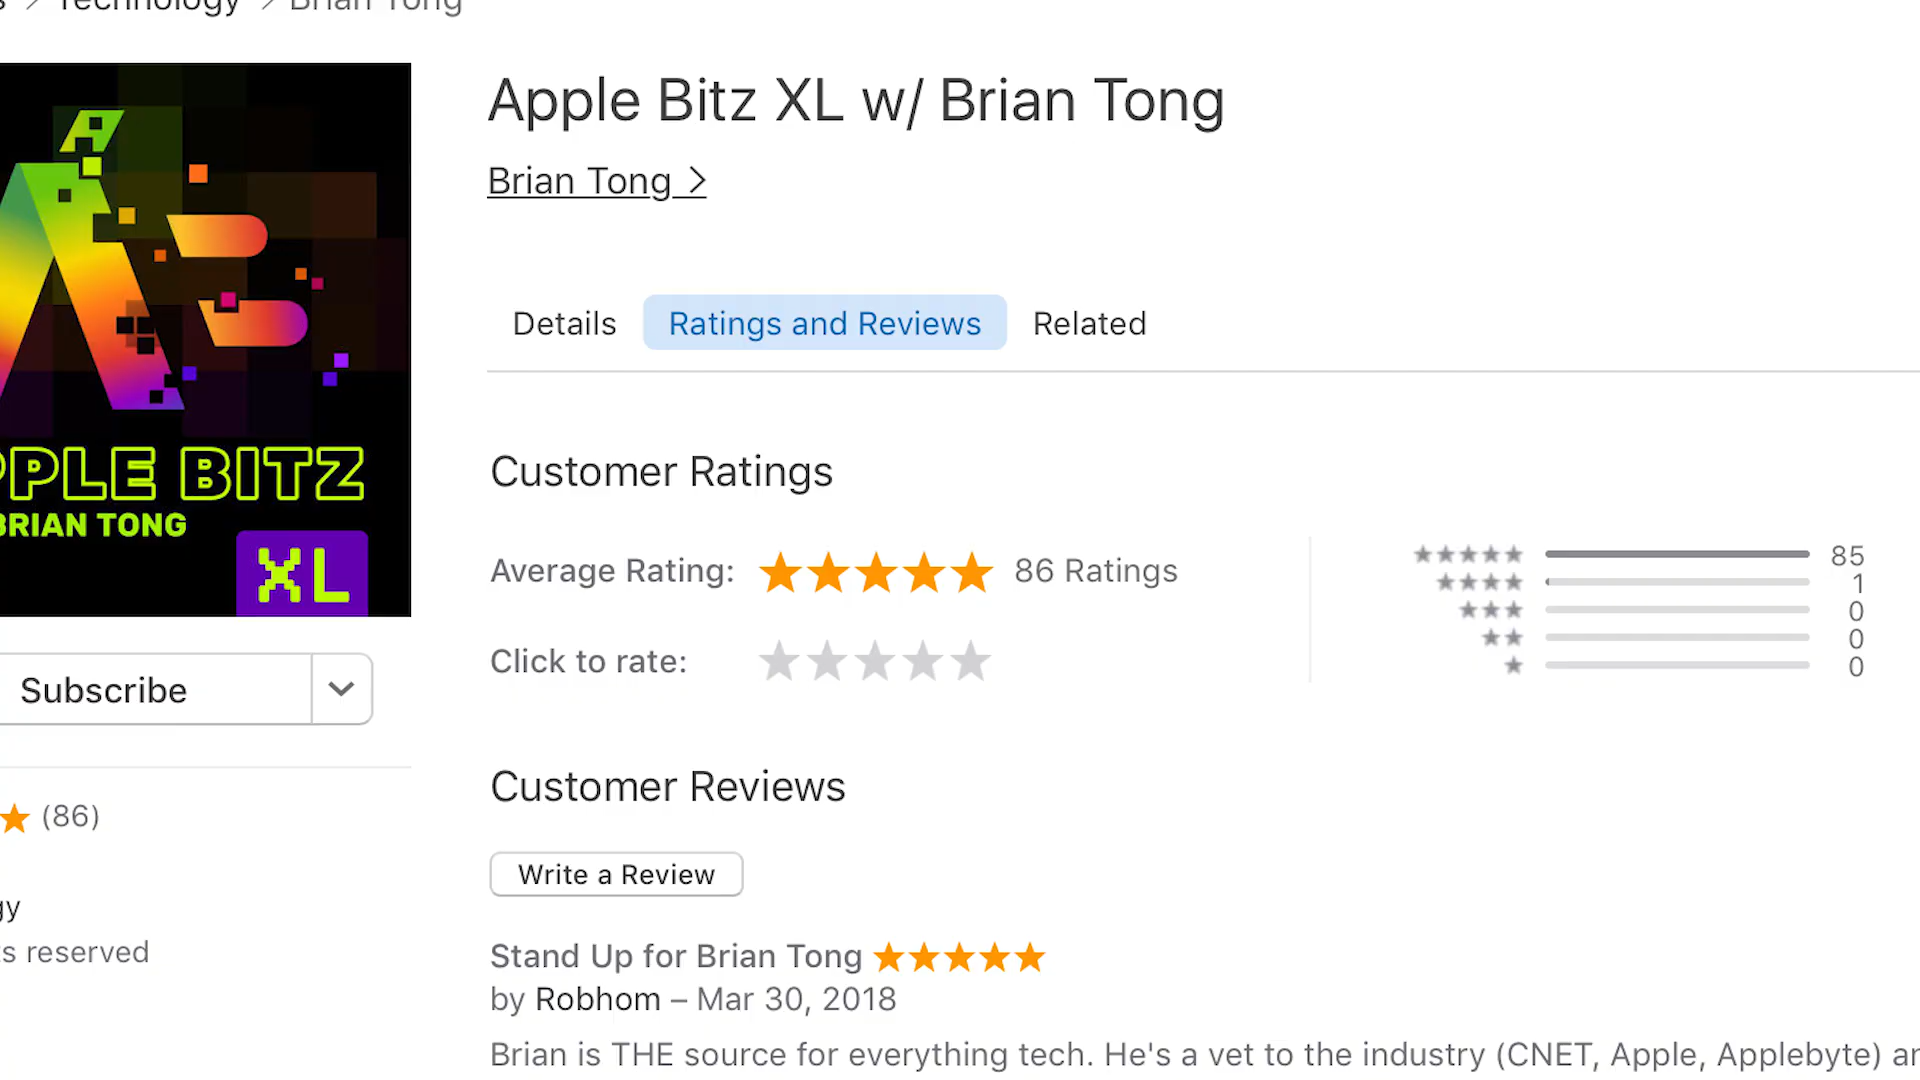 Technology > Brian Tong
Apple Bitz XL w/ Brian Tong
Brian Tong >
Details
Ratings and Reviews
Related
PPLE BITZ
BRIAN TONG
XL
Subscribe
(86)
gy
ts reserved
Customer Ratings
Average Rating: ★★★★★ 86 Ratings
Click to rate: ★★★★★
★★★★★ 85
★★★★ 1
★★★ 0
★★ 0
★ 0
Customer Reviews
Write a Review
Stand Up for Brian Tong ★★★★★
by Robhom – Mar 30, 2018
Brian is THE source for everything tech. He's a vet to the industry (CNET, Apple, Applebyte)